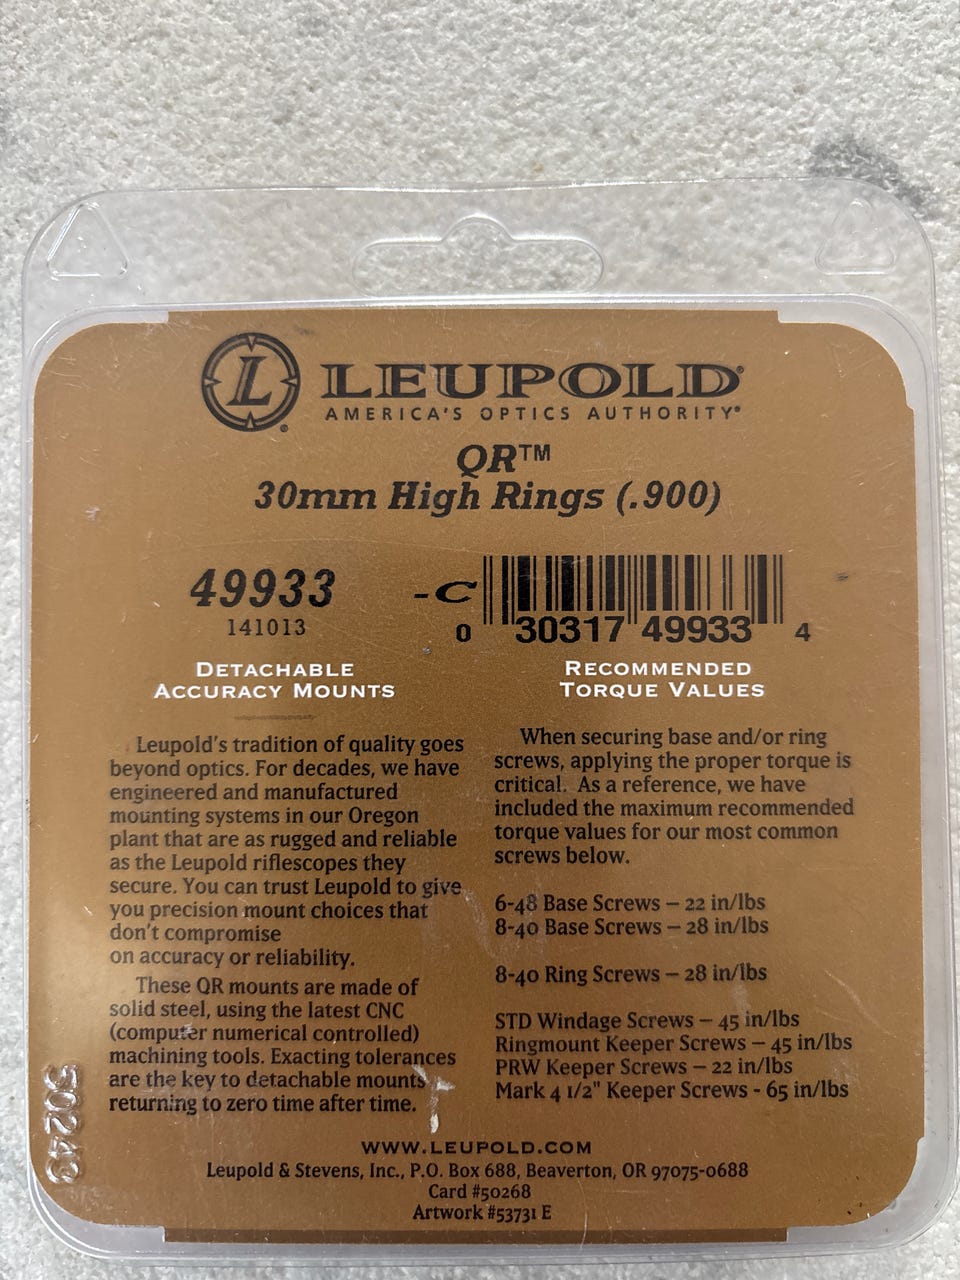 L
LEUPOLD®
AMERICA'S OPTICS AUTHORITY®
QR™
30mm High Rings (.900)
49933 -C
141013
0 30317 49933 4
DETACHABLE
ACCURACY MOUNTS
Leupold's tradition of quality goes
beyond optics. For decades, we have
engineered and manufactured
mounting systems in our Oregon
plant that are as rugged and reliable
as the Leupold riflescopes they
secure. You can trust Leupold to give
you precision mount choices that
don't compromise
on accuracy or reliability.
These QR mounts are made of
solid steel, using the latest CNC
(computer numerical controlled)
machining tools. Exacting tolerances
are the key to detachable mounts
returning to zero time after time.
RECOMMENDED
TORQUE VALUES
When securing base and/or ring
screws, applying the proper torque is
critical. As a reference, we have
included the maximum recommended
torque values for our most common
screws below.
6-48 Base Screws – 22 in/lbs
8-40 Base Screws – 28 in/lbs
8-40 Ring Screws – 28 in/lbs
STD Windage Screws – 45 in/lbs
Ringmount Keeper Screws – 45 in/lbs
PRW Keeper Screws – 22 in/lbs
Mark 4 1/2" Keeper Screws - 65 in/lbs
WWW.LEUPOLD.COM
Leupold & Stevens, Inc., P.O. Box 688, Beaverton, OR 97075-0688
Card #50268
Artwork #53731 E